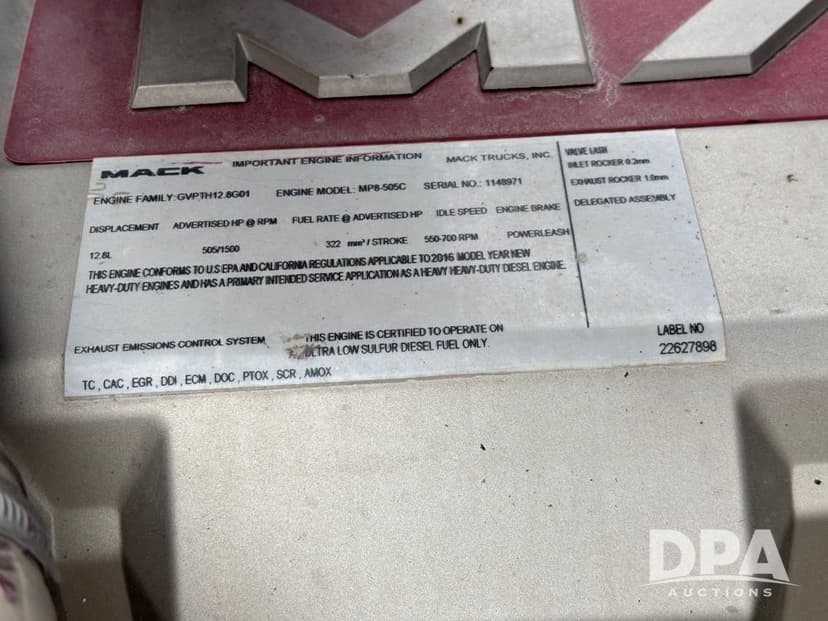 MACK IMPORTANT ENGINE INFORMATION MACK TRUCKS, INC.
ENGINE FAMILY:GVPTH12.8G01 ENGINE MODEL: MP8-505C SERIAL NO.: 1148971
DISPLACEMENT ADVERTISED HP @ RPM FUEL RATE @ ADVERTISED HP IDLE SPEED ENGINE BRAKE
12.8L 505/1500 322 mm³/ STROKE 550-700 RPM POWERLEASH
THIS ENGINE CONFORMS TO U.S EPA AND CALIFORNIA REGULATIONS APPLICABLE TO 2016 MODEL YEAR NEW
HEAVY-DUTY ENGINES AND HAS A PRIMARY INTENDED SERVICE APPLICATION AS A HEAVY HEAVY-DUTY DIESEL ENGINE.
VALVE LASH
INLET ROCKER 0.2mm
EXHAUST ROCKER 1.0mm
DELEGATED ASSEMBLY
EXHAUST EMISSIONS CONTROL SYSTEM
THIS ENGINE IS CERTIFIED TO OPERATE ON
ULTRA LOW SULFUR DIESEL FUEL ONLY.
TC , CAC , EGR , DDI , ECM , DOC , PTOX , SCR , AMOX
LABEL NO
22627898
DPA
AUCTIONS